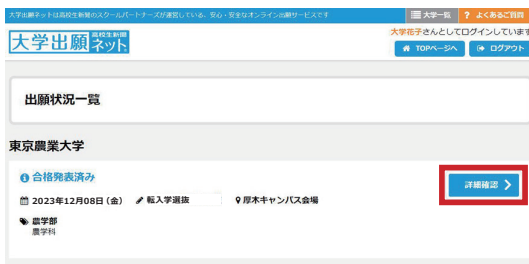 大学出願ネットは高校生新聞のスクールパートナーズが運営している、安心・安全なオンライン出願サービスです
大学一覧 ? よくあるご質問
大学出願ネット 高校生新聞
大学花子さんとしてログインしています
TOPページへ ログアウト
出願状況一覧
東京農業大学
合格発表済み
詳細確認
2023年12月08日(金) 転入学選抜 厚木キャンパス会場
農学部
農学科